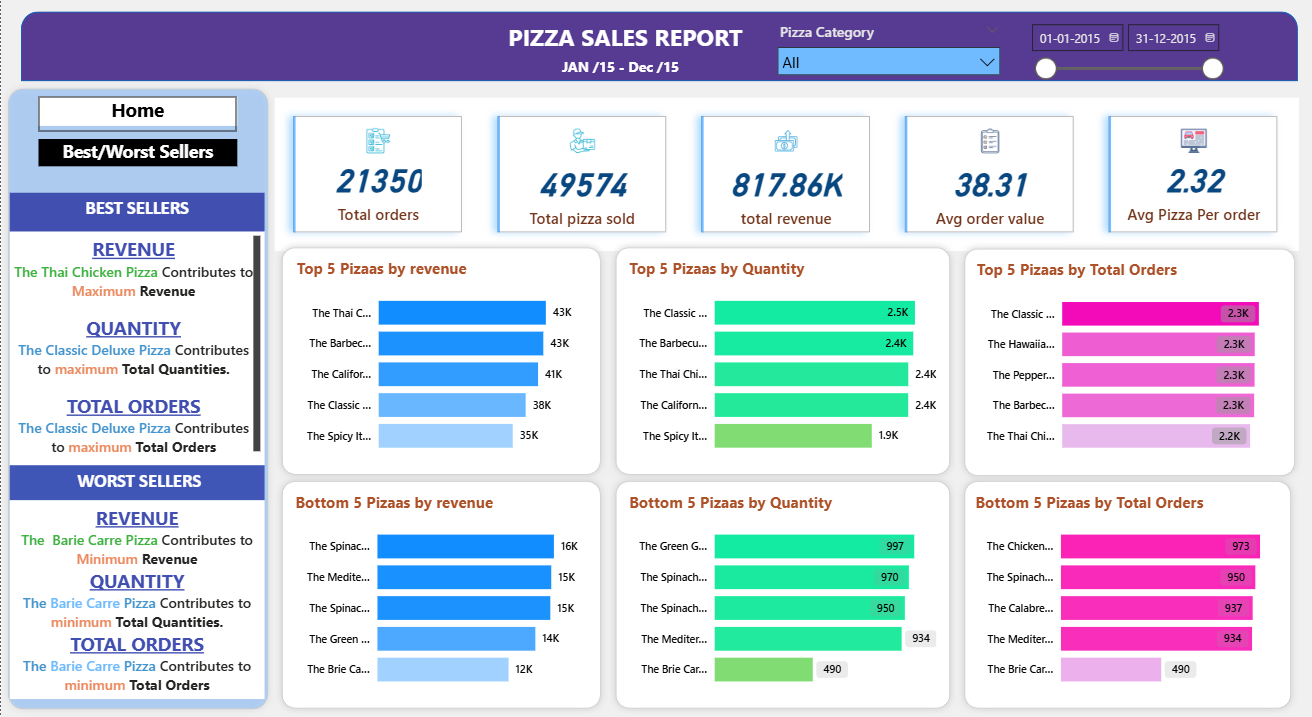 PIZZA SALES REPORT
JAN /15 - Dec /15
Pizza Category
All
01-01-2015
31-12-2015
Home
Best/Worst Sellers
BEST SELLERS
REVENUE
The Thai Chicken Pizza Contributes to
Maximum Revenue
QUANTITY
The Classic Deluxe Pizza Contributes
to maximum Total Quantities.
TOTAL ORDERS
The Classic Deluxe Pizza Contributes
to maximum Total Orders
WORST SELLERS
REVENUE
The Barie Carre Pizza Contributes to
Minimum Revenue
QUANTITY
The Barie Carre Pizza Contributes to
minimum Total Quantities.
TOTAL ORDERS
The Barie Carre Pizza Contributes to
minimum Total Orders
21350
Total orders
49574
Total pizza sold
817.86K
total revenue
38.31
Avg order value
2.32
Avg Pizza Per order
Top 5 Pizaas by revenue
The Thai C... 43K
The Barbec... 43K
The Califor... 41K
The Classic ... 38K
The Spicy It... 35K
Top 5 Pizaas by Quantity
The Classic ... 2.5K
The Barbecu... 2.4K
The Thai Chi... 2.4K
The Californ... 2.4K
The Spicy It... 1.9K
Top 5 Pizaas by Total Orders
The Classic ... 2.3K
The Hawaiia... 2.3K
The Pepper... 2.3K
The Barbec... 2.3K
The Thai Chi... 2.2K
Bottom 5 Pizaas by revenue
The Spinac... 16K
The Medite... 15K
The Spinac... 15K
The Green ... 14K
The Brie Ca... 12K
Bottom 5 Pizaas by Quantity
The Green G... 997
The Spinach... 970
The Spinach... 950
The Mediter... 934
The Brie Car... 490
Bottom 5 Pizaas by Total Orders
The Chicken... 973
The Spinach... 950
The Calabre... 937
The Mediter... 934
The Brie Car... 490